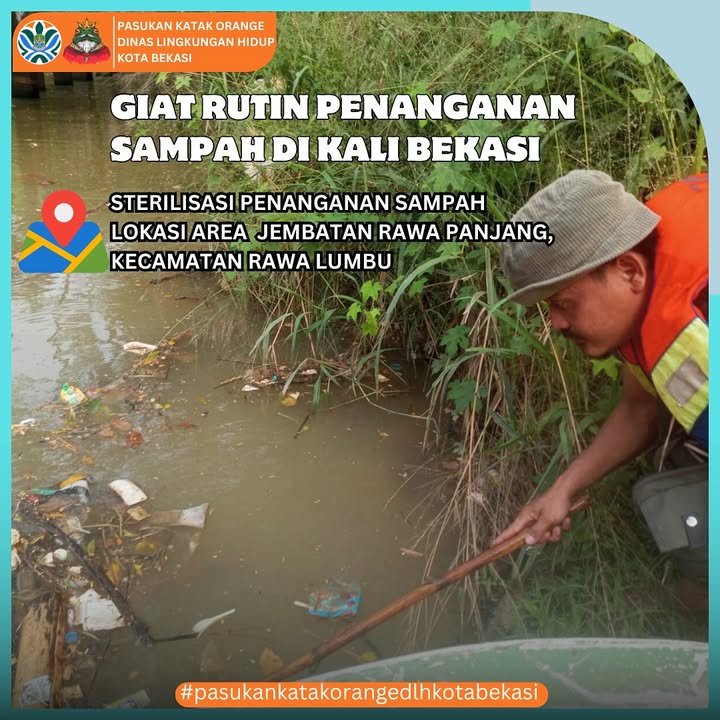 PASUKAN KATAK ORANGE
DINAS LINGKUNGAN HIDUP
KOTA BEKASI
GIAT RUTIN PENANGANAN
SAMPAH DI KALI BEKASI
STERILISASI PENANGANAN SAMPAH
LOKASI AREA JEMBATAN RAWA PANJANG,
KECAMATAN RAWA LUMBU
#pasukankatakorangedlhkotabekasi